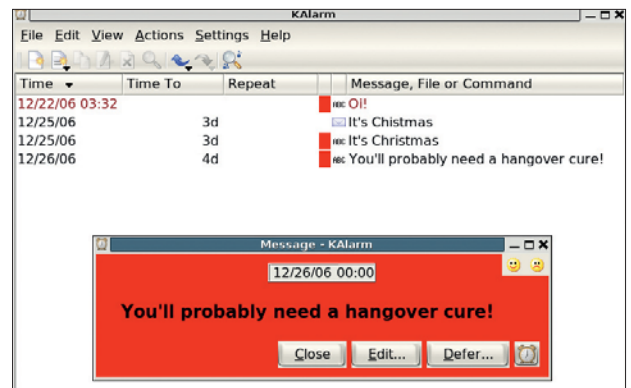 KAlarm
File Edit View Actions Settings Help
Time Time To Repeat Message, File or Command
12/22/06 03:32 ABC Oi!
12/25/06 3d It's Chistmas
12/25/06 3d ABC It's Christmas
12/26/06 4d ABC You'll probably need a hangover cure!
Message - KAlarm
12/26/06 00:00
You'll probably need a hangover cure!
Close Edit... Defer...